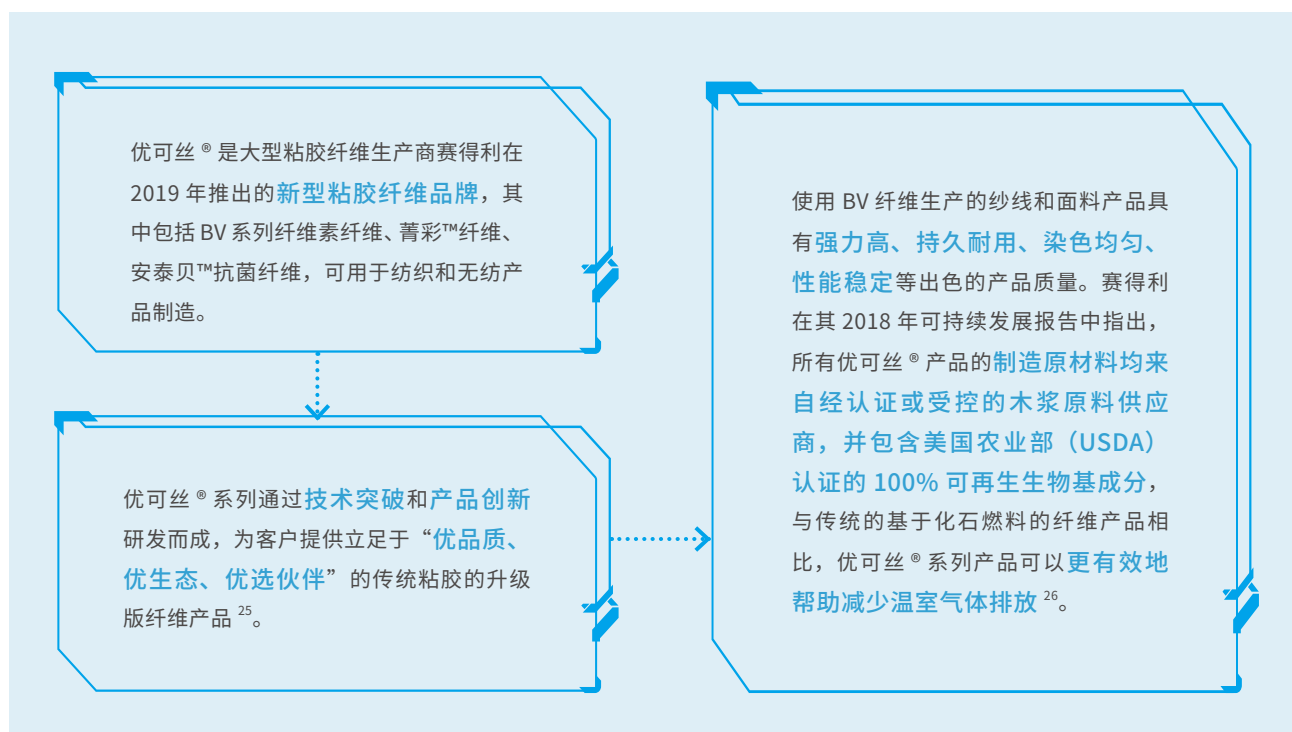 优可丝 ® 是大型粘胶纤维生产商赛得利在
2019 年推出的新型粘胶纤维品牌，其
中包括 BV 系列纤维素纤维、菁彩™纤维、
安泰贝™抗菌纤维，可用于纺织和无纺产
品制造。
优可丝 ® 系列通过技术突破和产品创新
研发而成，为客户提供立足于“优品质、
优生态、优选伙伴”的传统粘胶的升级
版纤维产品 25。
使用 BV 纤维生产的纱线和面料产品具
有强力高、持久耐用、染色均匀、
性能稳定等出色的产品质量。赛得利
在其 2018 年可持续发展报告中指出，
所有优可丝 ® 产品的制造原材料均来
自经认证或受控的木浆原料供应
商，并包含美国农业部（USDA）
认证的 100% 可再生生物基成分，
与传统的基于化石燃料的纤维产品相
比，优可丝 ® 系列产品可以更有效地
帮助减少温室气体排放 26。